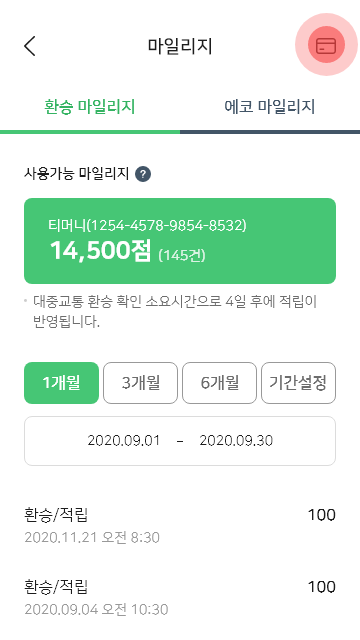 마일리지
환승 마일리지 에코 마일리지
사용가능 마일리지 ?
티머니(1254-4578-9854-8532)
14,500점 (145건)
• 대중교통 환승 확인 소요시간으로 4일 후에 적립이
반영됩니다.
1개월 3개월 6개월 기간설정
2020.09.01 – 2020.09.30
환승/적립 100
2020.11.21 오전 8:30
환승/적립 100
2020.09.04 오전 10:30